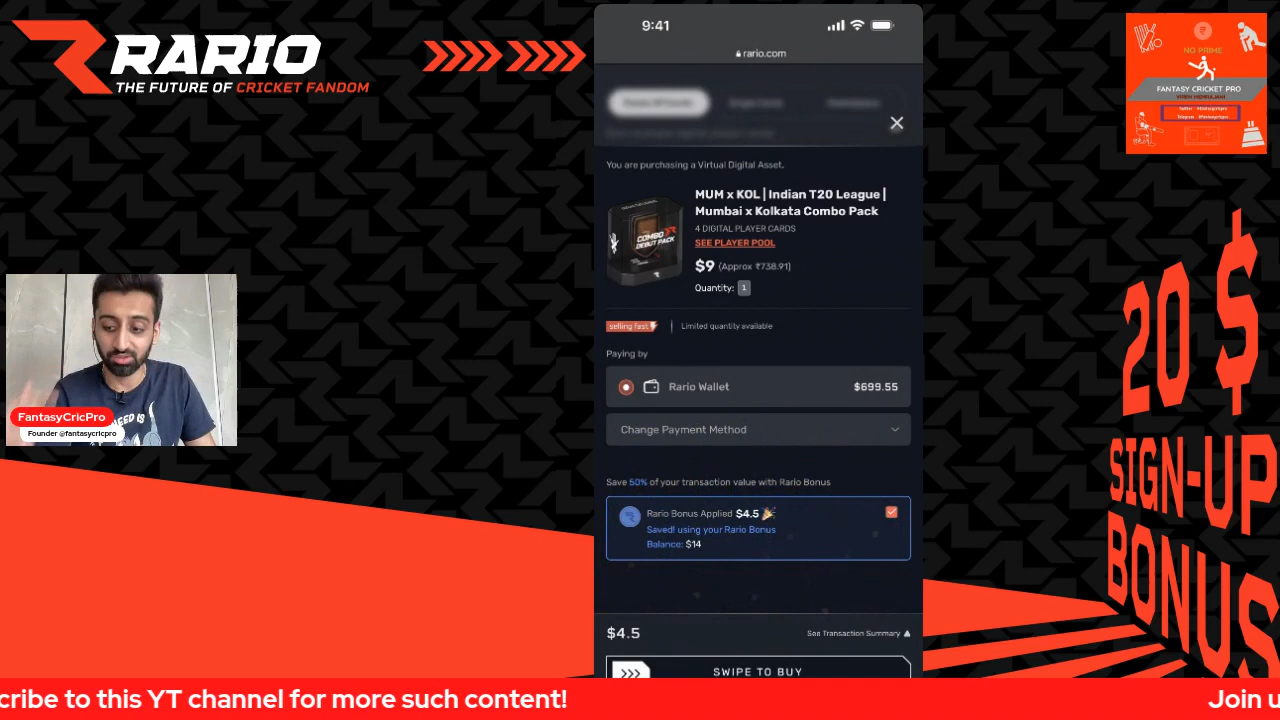 RARIO
THE FUTURE OF CRICKET FANDOM
9:41
rario.com
You are purchasing a Virtual Digital Asset.
MUM x KOL | Indian T20 League |
Mumbai x Kolkata Combo Pack
4 DIGITAL PLAYER CARDS
SEE PLAYER POOL
$9 (Approx ₹738.91)
Quantity: 1
COMBO
DEBUT PACK
selling fast
Limited quantity available
Paying by
Rario Wallet
$699.55
Change Payment Method
Save 50% of your transaction value with Rario Bonus
Rario Bonus Applied $4.5 🎉
Saved! using your Rario Bonus
Balance: $14
$4.5
See Transaction Summary
SWIPE TO BUY
NO PRIME
FANTASY CRICKET PRO
20$
SIGN-UP
BONUS
FantasyCricPro
Founder @fantasycricpro
cribe to this YT channel for more such content!
Join u